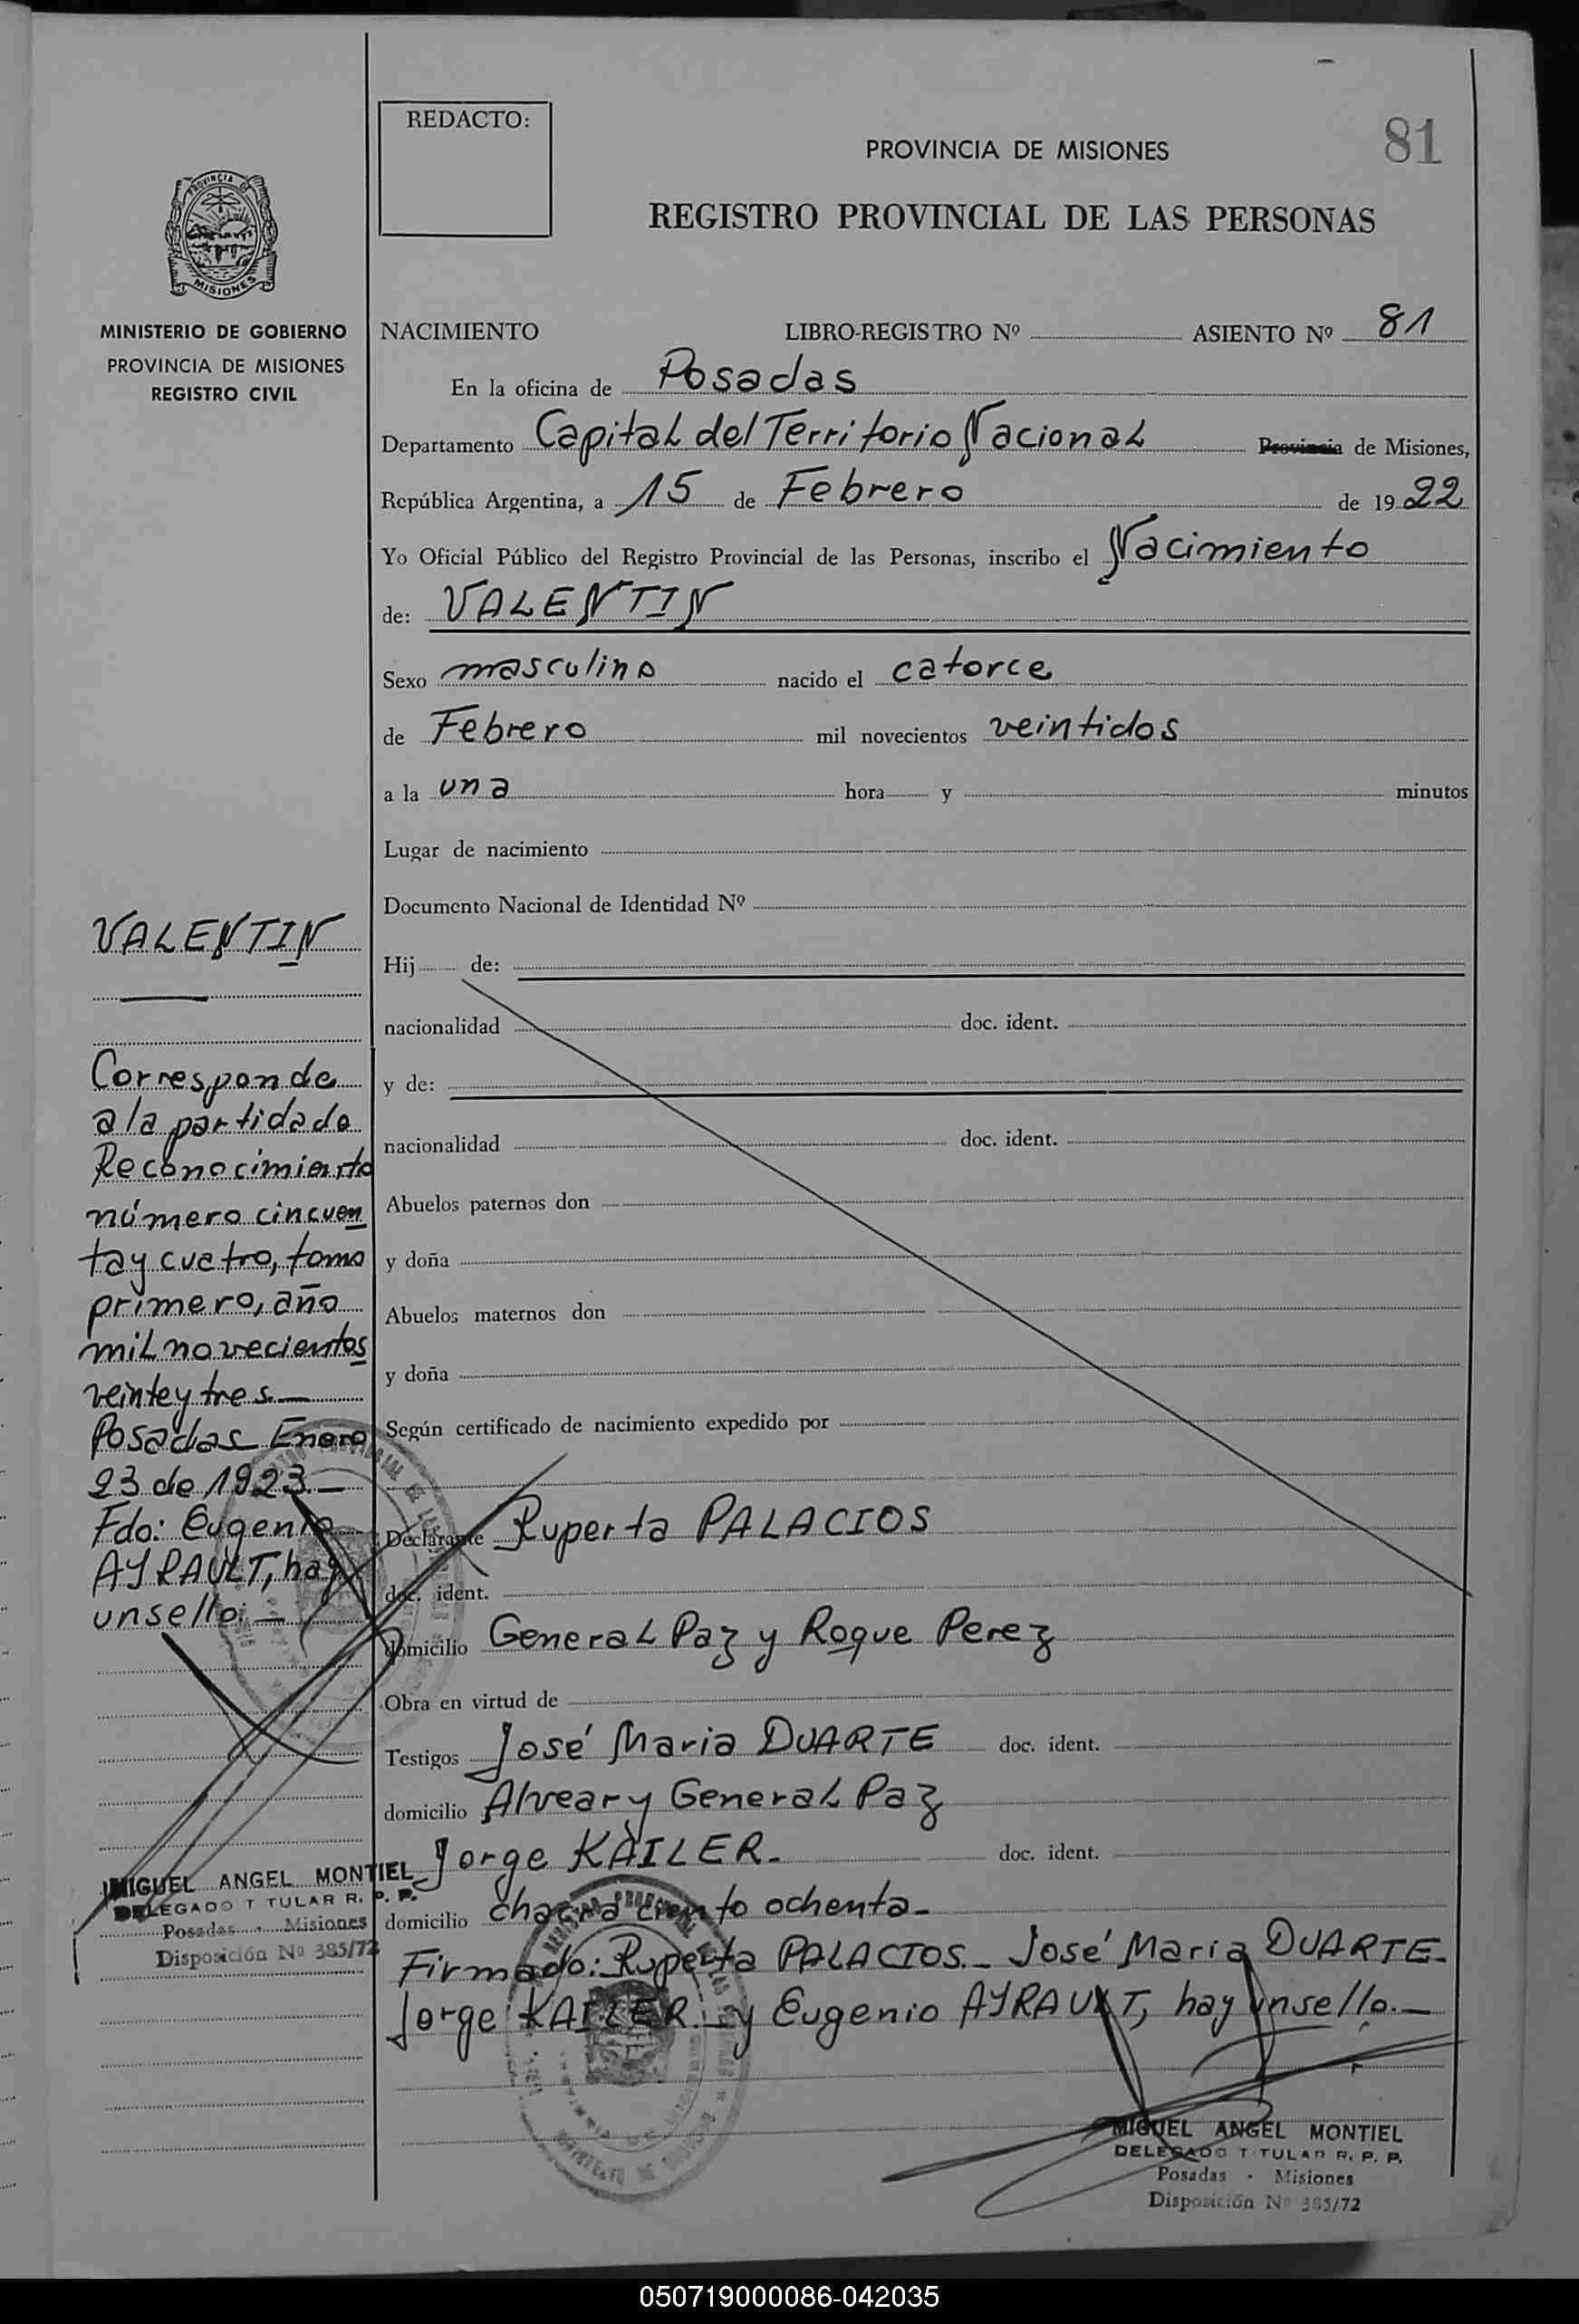 REDACTO:
PROVINCIA DE MISIONES
81
REGISTRO PROVINCIAL DE LAS PERSONAS
PROVINCIA DE
MISIONES
MINISTERIO DE GOBIERNO
PROVINCIA DE MISIONES
REGISTRO CIVIL
NACIMIENTO LIBRO-REGISTRO Nº ASIENTO Nº 81
En la oficina de Posadas
Departamento Capital del Territorio Nacional Provincia de Misiones,
República Argentina, a 15 de Febrero de 1922
Yo Oficial Público del Registro Provincial de las Personas, inscribo el Nacimiento
de: VALENTIN
Sexo masculino nacido el catorce
de Febrero mil novecientos veintidos
a la una hora y minutos
Lugar de nacimiento
Documento Nacional de Identidad Nº
Hij de:
nacionalidad doc. ident.
y de:
nacionalidad doc. ident.
Abuelos paternos don
y doña
Abuelos maternos don
y doña
Según certificado de nacimiento expedido por
Declarante Ruperta PALACIOS
doc. ident.
domicilio General Paz y Roque Perez
Obra en virtud de
Testigos José Maria DUARTE doc. ident.
domicilio Alvear y General Paz
Jorge KAILER.- doc. ident.
domicilio chacra ciento ochenta.-
Firmado: Ruperta PALACIOS.- José Maria DUARTE.-
Jorge KAILER.- y Eugenio AYRAULT, hay un sello.-
MIGUEL ANGEL MONTIEL
DELEGADO T TULAR R. P. P.
Posadas - Misiones
Disposición Nº 385/72
VALENTIN
Corresponde
a la partida de
Reconocimiento
número cincuen
ta y cuatro, tomo
primero, año
mil novecientos
veinte y tres.-
Posadas Enero
23 de 1923.-
Fdo: Eugenio
AYRAULT, hay
un sello.-
MIGUEL ANGEL MONTIEL
DELEGADO T TULAR R. P. P.
Posadas - Misiones
Disposición Nº 385/72
050719000086-042035